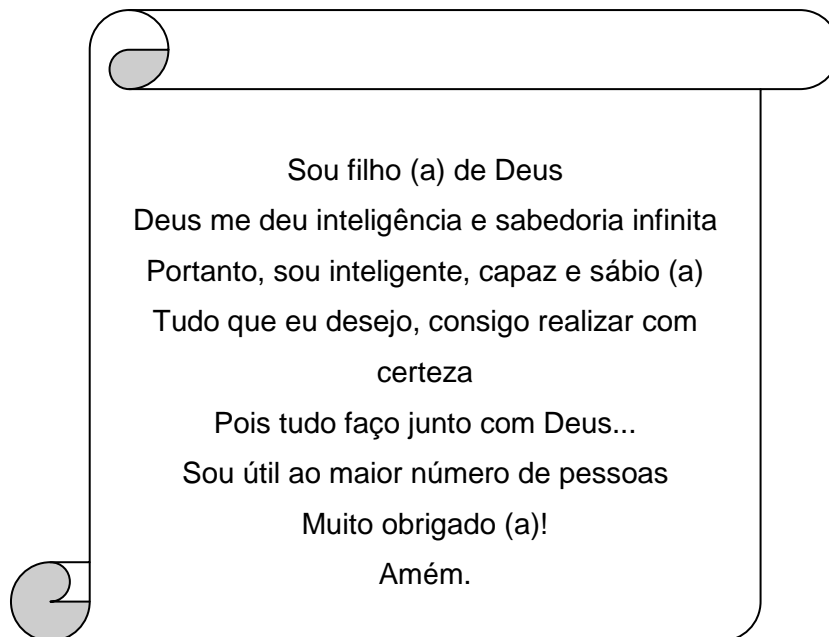 Sou filho (a) de Deus
Deus me deu inteligência e sabedoria infinita
Portanto, sou inteligente, capaz e sábio (a)
Tudo que eu desejo, consigo realizar com
certeza
Pois tudo faço junto com Deus...
Sou útil ao maior número de pessoas
Muito obrigado (a)!
Amém.